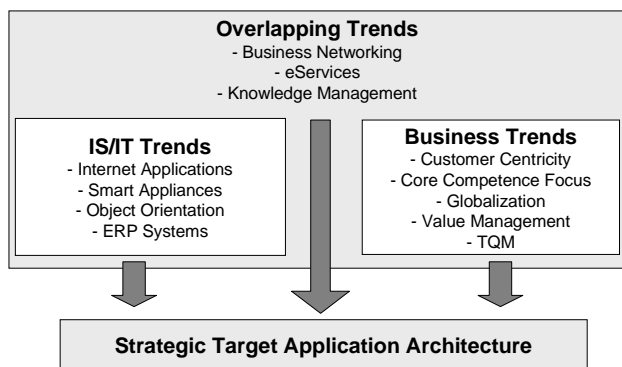 Overlapping Trends
- Business Networking
- eServices
- Knowledge Management
IS/IT Trends
- Internet Applications
- Smart Appliances
- Object Orientation
- ERP Systems
Business Trends
- Customer Centricity
- Core Competence Focus
- Globalization
- Value Management
- TQM
Strategic Target Application Architecture